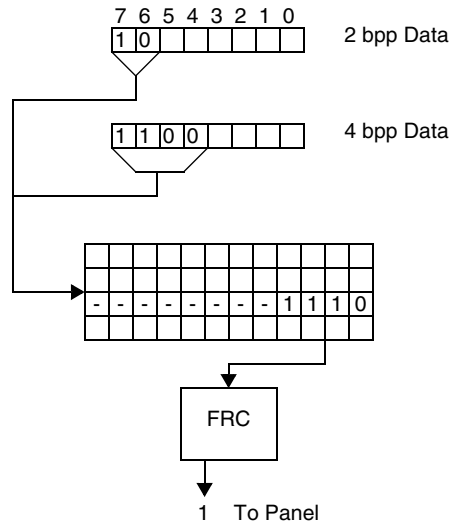 7 6 5 4 3 2 1 0
1 0 2 bpp Data
1 1 0 0 4 bpp Data
- - - - - - - - 1 1 1 0
FRC
1 To Panel